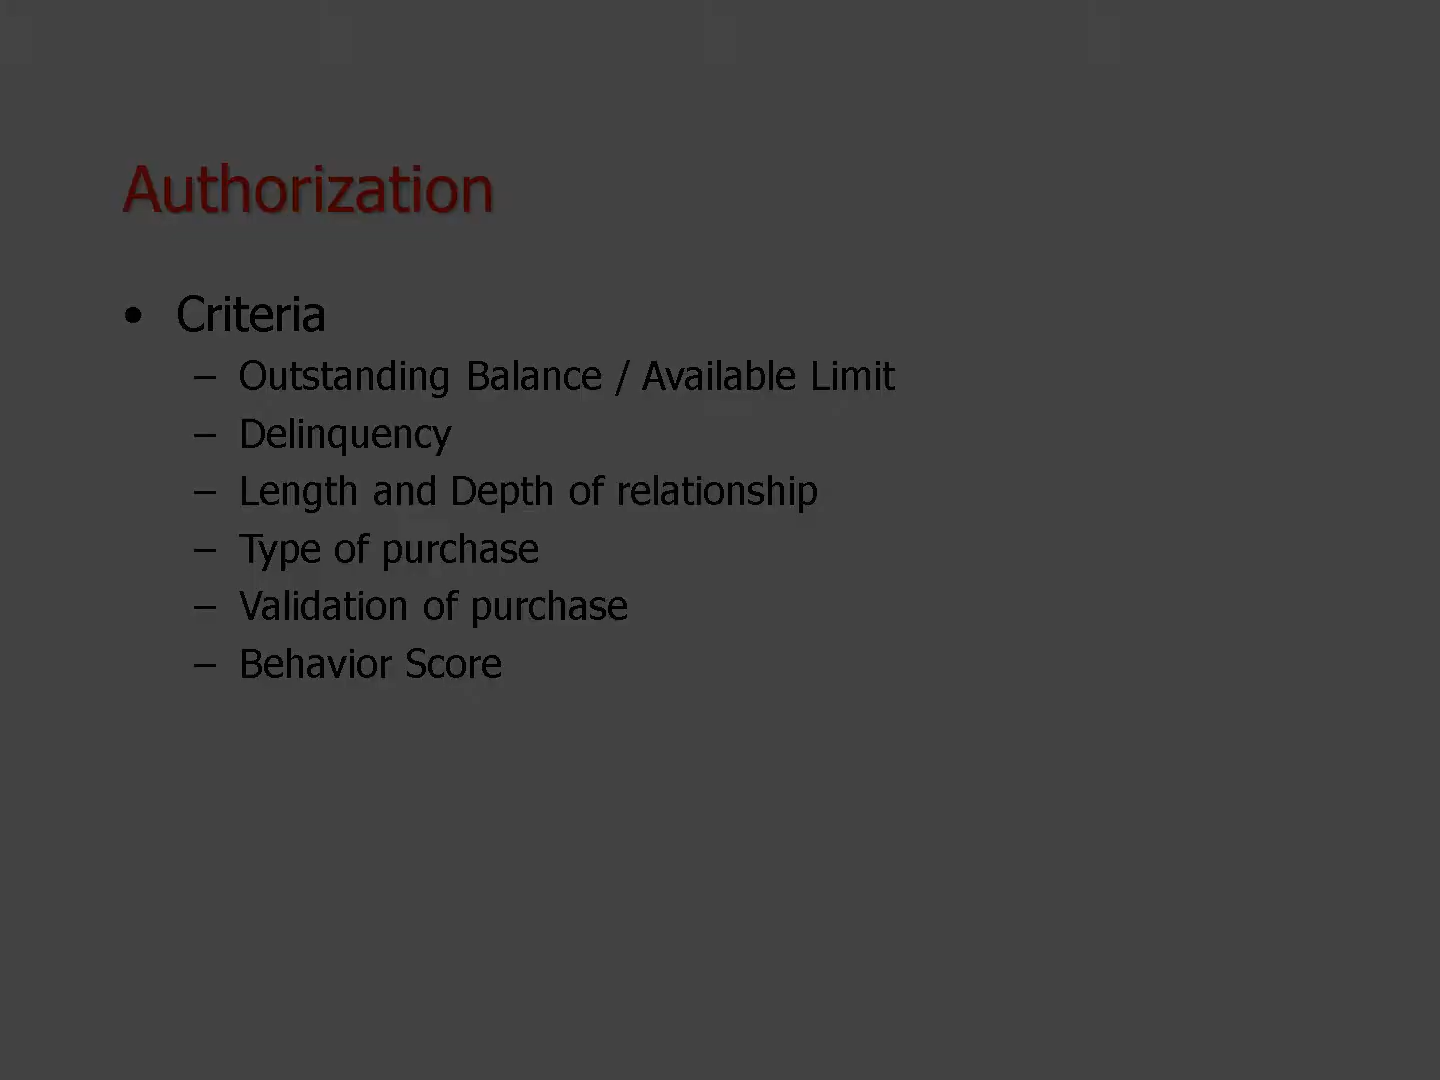 Authorization
• Criteria
– Outstanding Balance / Available Limit
– Delinquency
– Length and Depth of relationship
– Type of purchase
– Validation of purchase
– Behavior Score